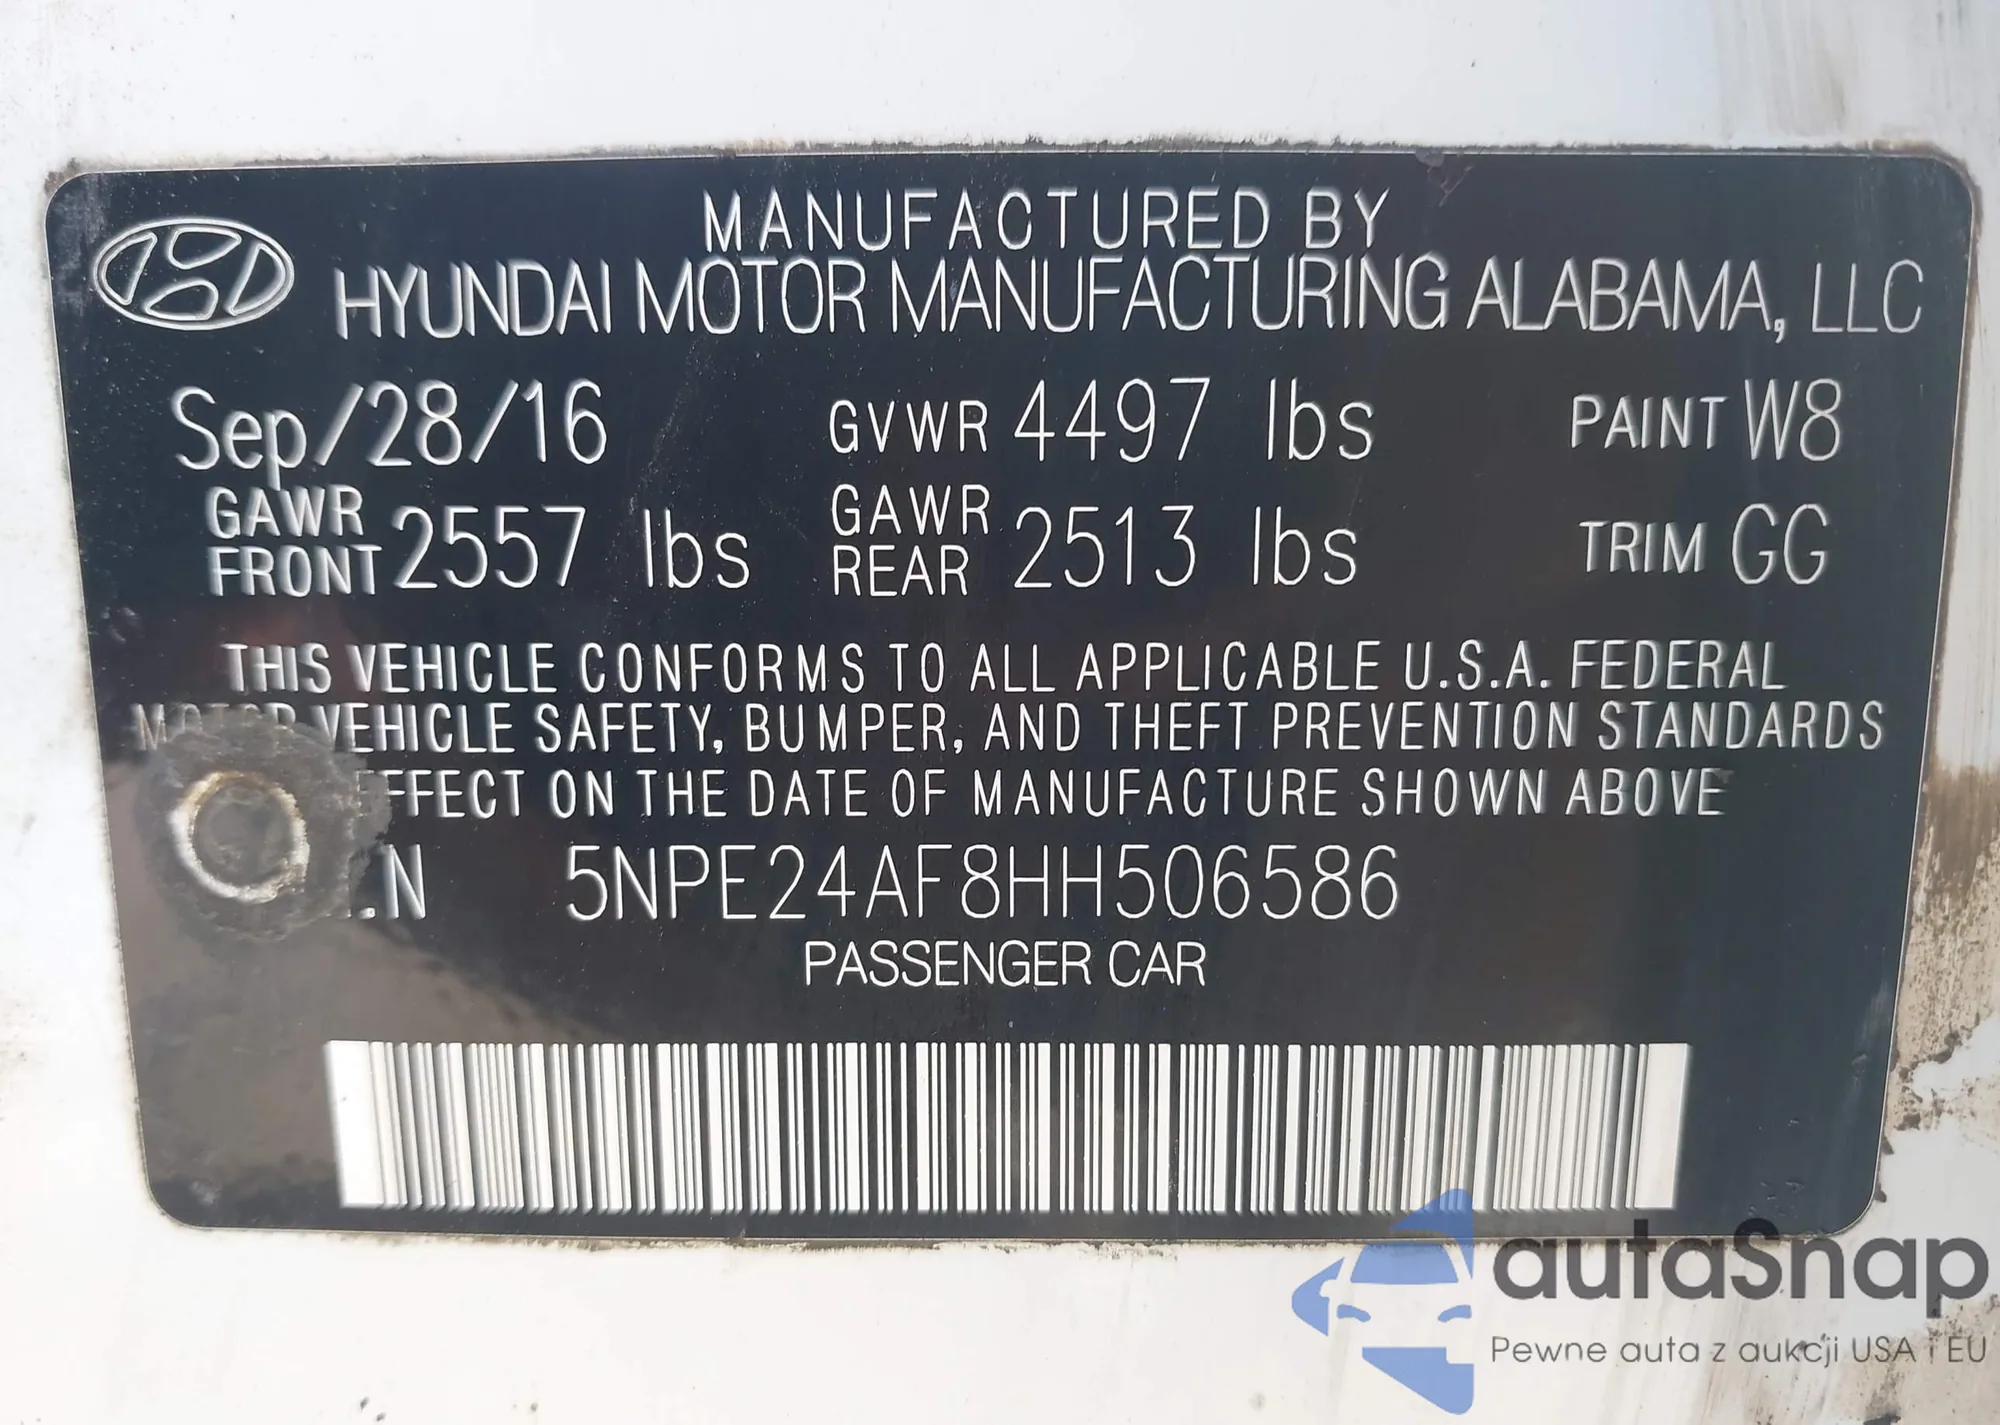 MANUFACTURED BY
HYUNDAI MOTOR MANUFACTURING ALABAMA, LLC
Sep/28/16 GVWR 4497 lbs PAINT W8
GAWR FRONT 2557 lbs GAWR REAR 2513 lbs TRIM GG
THIS VEHICLE CONFORMS TO ALL APPLICABLE U.S.A. FEDERAL
MOTOR VEHICLE SAFETY, BUMPER, AND THEFT PREVENTION STANDARDS
EFFECT ON THE DATE OF MANUFACTURE SHOWN ABOVE
.N 5NPE24AF8HH506586
PASSENGER CAR
autaSnap
Pewne auta z aukcji USA i EU